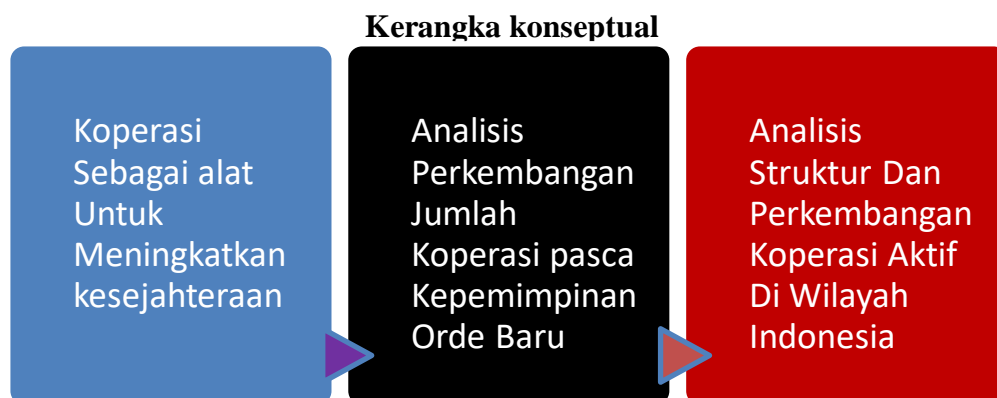 Kerangka konseptual
Koperasi
Sebagai alat
Untuk
Meningkatkan
kesejahteraan
Analisis
Perkembangan
Jumlah
Koperasi pasca
Kepemimpinan
Orde Baru
Analisis
Struktur Dan
Perkembangan
Koperasi Aktif
Di Wilayah
Indonesia